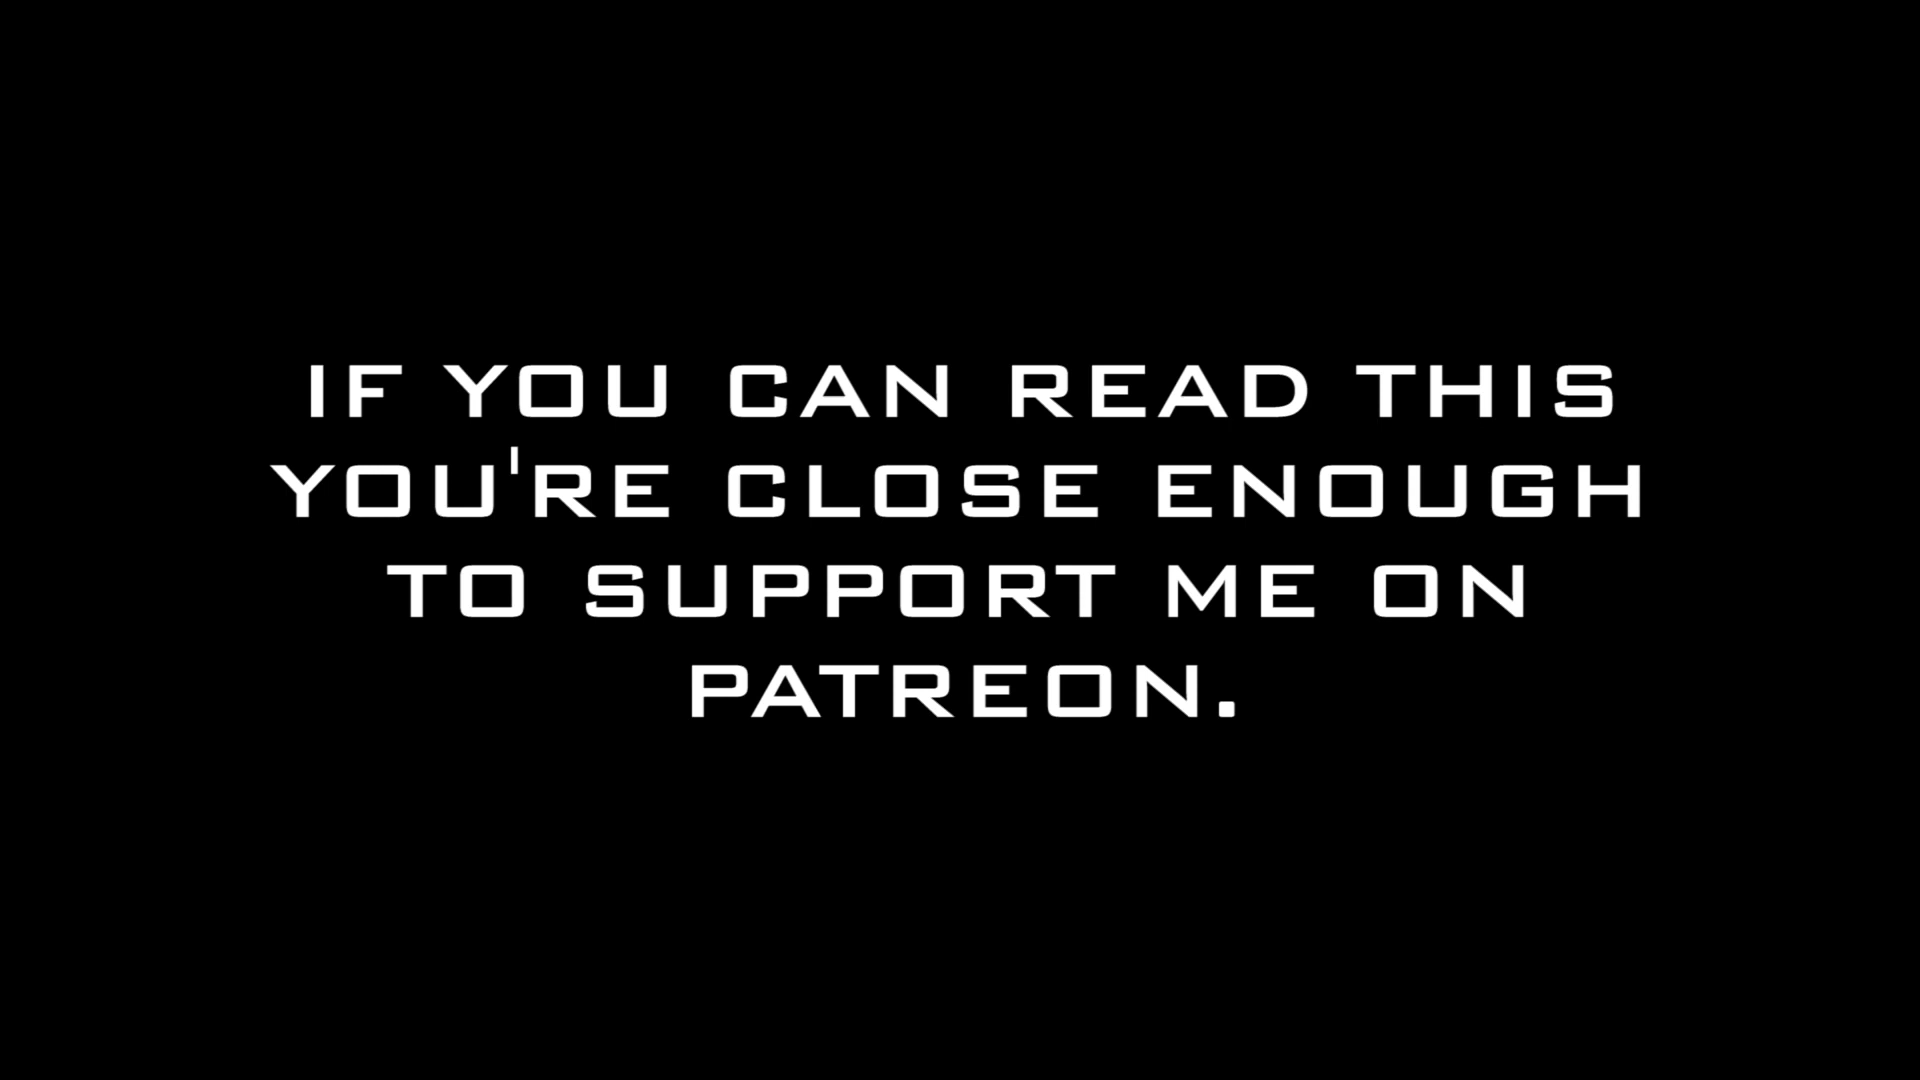 IF YOU CAN READ THIS
YOU'RE CLOSE ENOUGH
TO SUPPORT ME ON
PATREON.